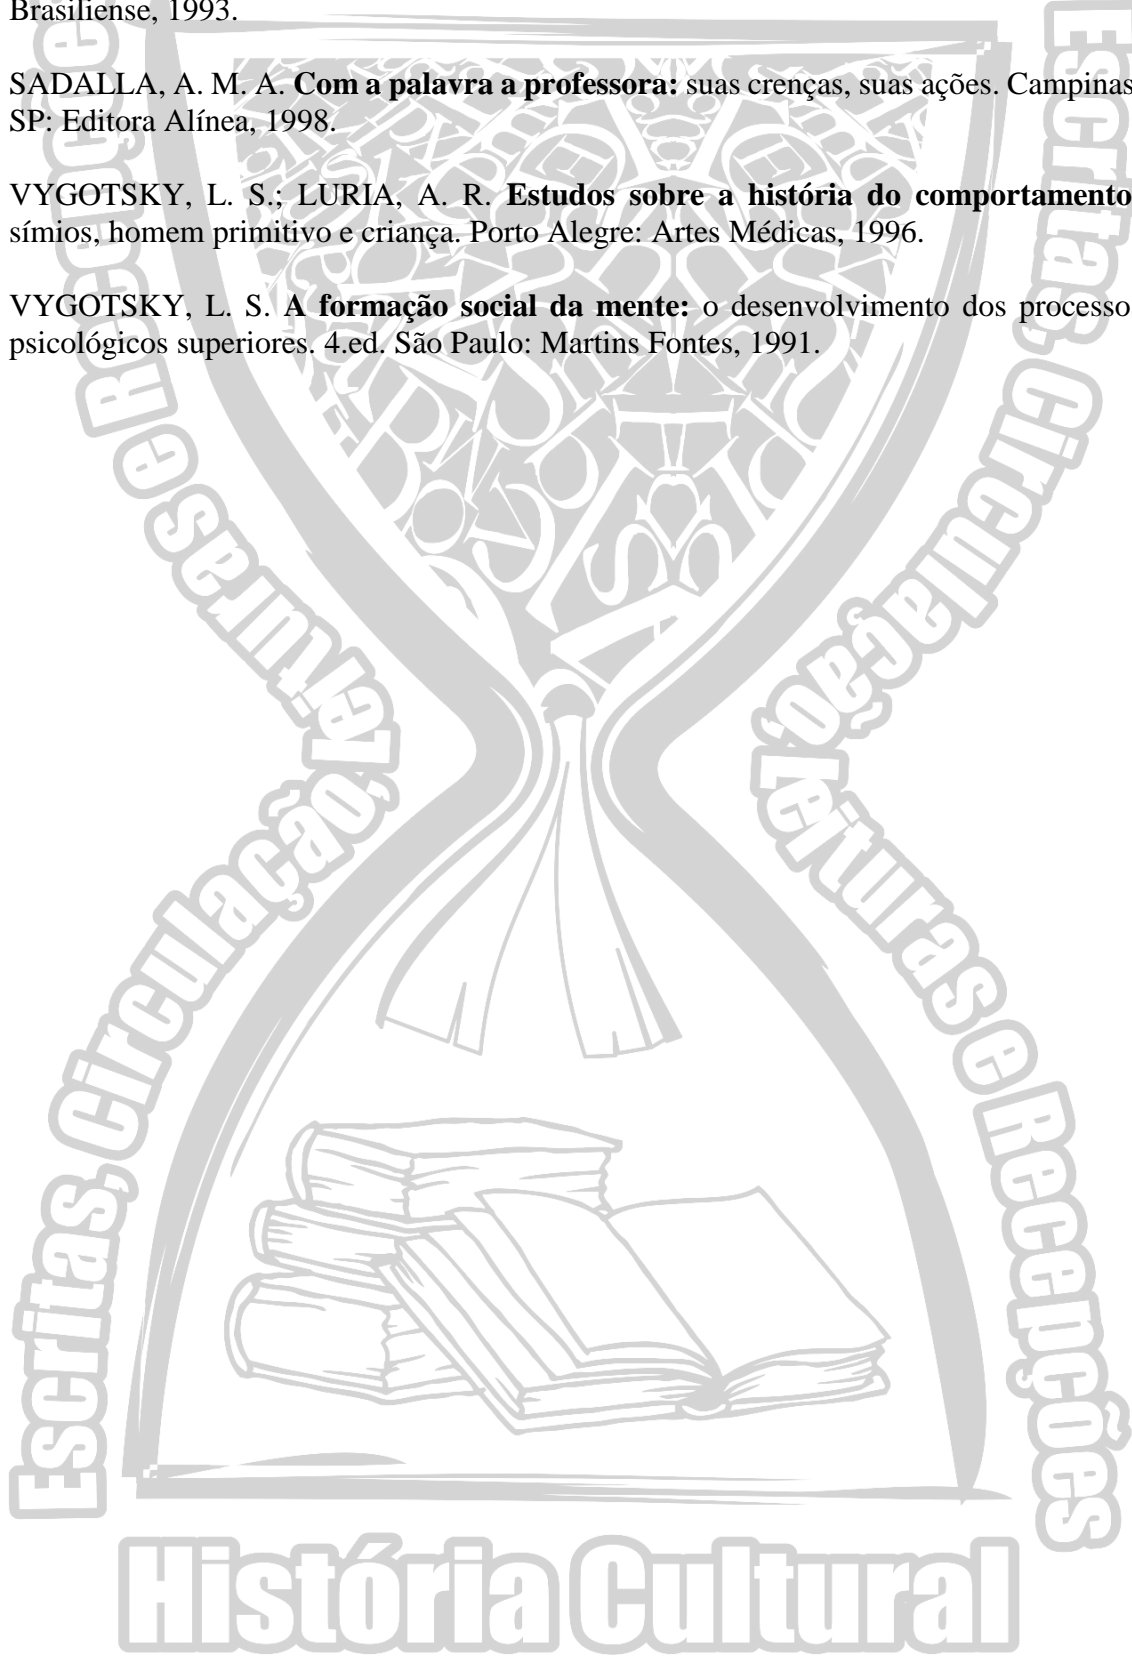 Brasiliense, 1993.
SADALLA, A. M. A. Com a palavra a professora: suas crenças, suas ações. Campinas
SP: Editora Alínea, 1998.
VYGOTSKY, L. S.; LURIA, A. R. Estudos sobre a história do comportamento
símios, homem primitivo e criança. Porto Alegre: Artes Médicas, 1996.
VYGOTSKY, L. S. A formação social da mente: o desenvolvimento dos processo
psicológicos superiores. 4.ed. São Paulo: Martins Fontes, 1991.
Escritas, Circulação, Leituras e Recepçõe
Escritas, Circulação, Leituras e Recepções
História Cultural